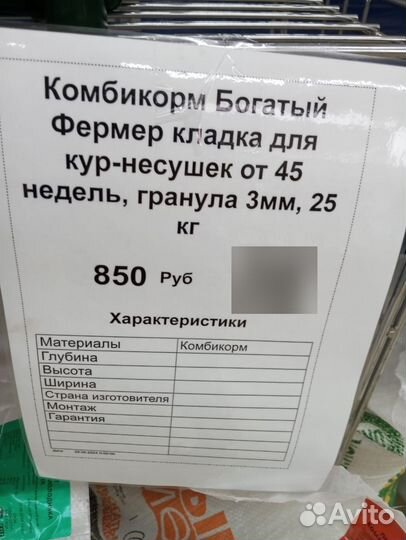 Комбикорм Богатый
Фермер кладка для
кур-несушек от 45
недель, гранула 3мм, 25
кг
850 Руб
Характеристики
Материалы Комбикорм
Глубина
Высота
Ширина
Страна изготовителя
Монтаж
Гарантия
Avito